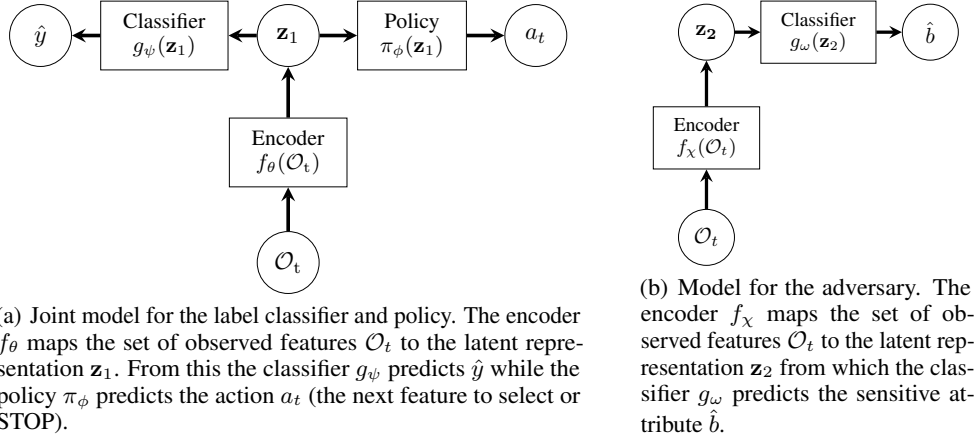 ŷ
Classifier
g_ψ(z₁)
z₁
Policy
π_ϕ(z₁)
a_t
Encoder
f_θ(𝒪_t)
𝒪_t
(a) Joint model for the label classifier and policy. The encoder
f_θ maps the set of observed features 𝒪_t to the latent repre-
sentation z₁. From this the classifier g_ψ predicts ŷ while the
policy π_ϕ predicts the action a_t (the next feature to select or
STOP).
z₂
Classifier
g_ω(z₂)
b̂
Encoder
f_χ(𝒪_t)
𝒪_t
(b) Model for the adversary. The
encoder f_χ maps the set of ob-
served features 𝒪_t to the latent rep-
resentation z₂ from which the clas-
sifier g_ω predicts the sensitive at-
tribute b̂.